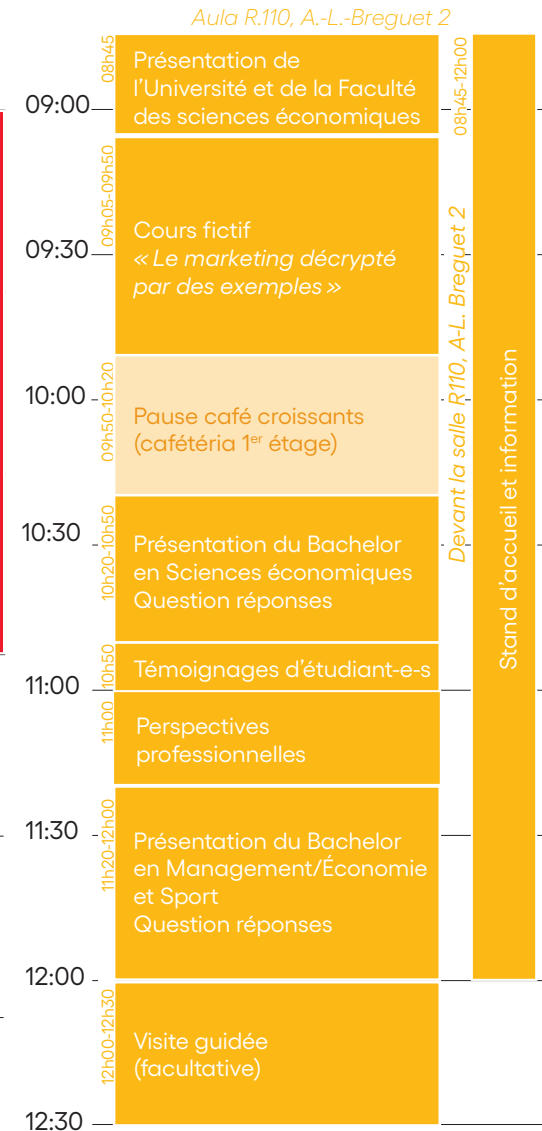 Aula R.110, A.-L.-Breguet 2
08h45
Présentation de
l'Université et de la Faculté
des sciences économiques
08h45-12h00
09:00
09h05-09h50
Cours fictif
« Le marketing décrypté
par des exemples »
09:30
Devant la salle R110, A-L. Breguet 2
Stand d'accueil et information
10:00
09h50-10h20
Pause café croissants
(cafétéria 1er étage)
10:30
10h20-10h50
Présentation du Bachelor
en Sciences économiques
Question réponses
10h50
Témoignages d'étudiant-e-s
11:00
11h00
Perspectives
professionnelles
11:30
11h20-12h00
Présentation du Bachelor
en Management/Économie
et Sport
Question réponses
12:00
12h00-12h30
Visite guidée
(facultative)
12:30